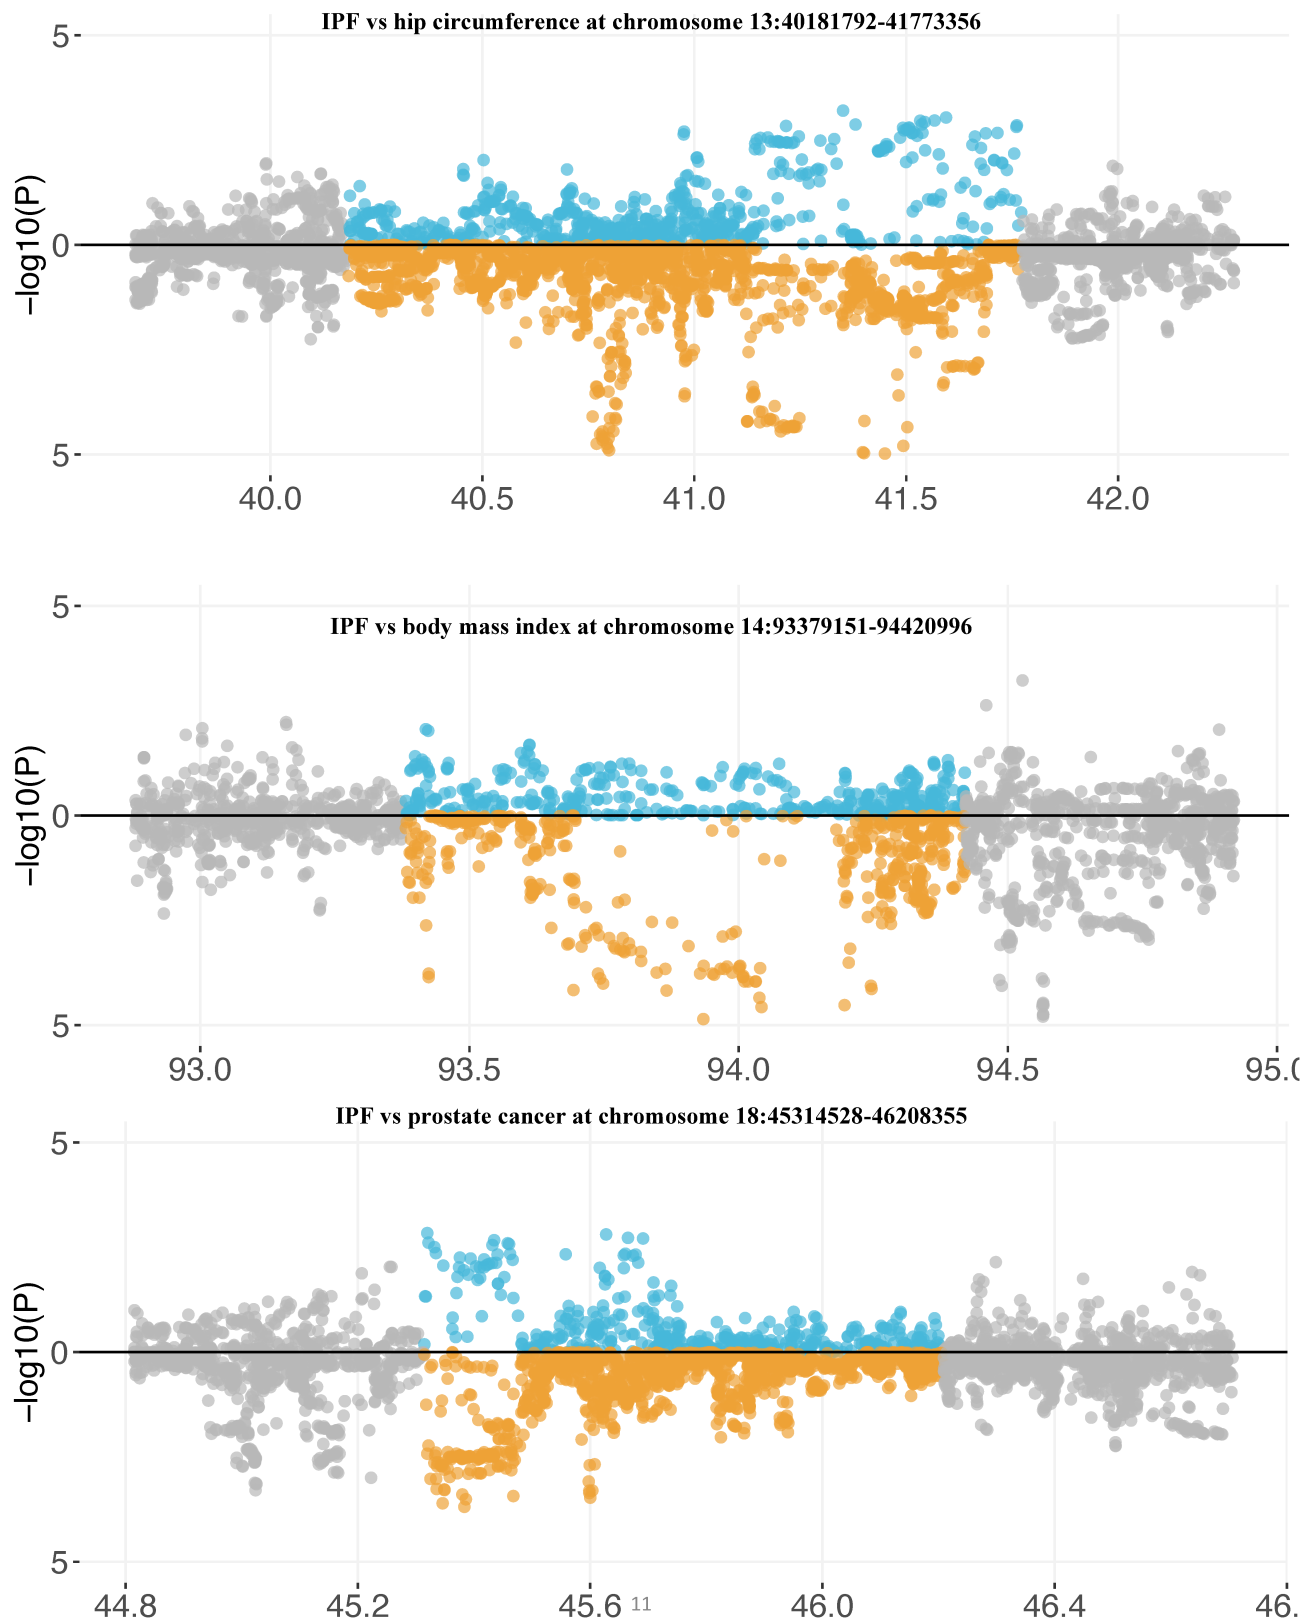 IPF vs hip circumference at chromosome 13:40181792-41773356
5
0
5
−log10(P)
40.0 40.5 41.0 41.5 42.0
IPF vs body mass index at chromosome 14:93379151-94420996
5
0
5
−log10(P)
93.0 93.5 94.0 94.5 95.0
IPF vs prostate cancer at chromosome 18:45314528-46208355
5
0
5
−log10(P)
44.8 45.2 45.6 46.0 46.4 46.
11